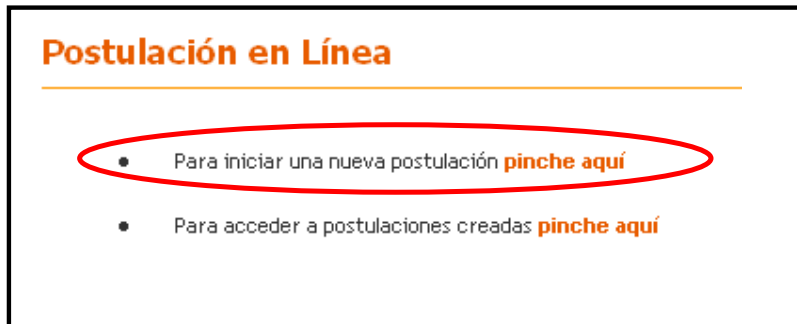 Postulación en Línea
● Para iniciar una nueva postulación pinche aquí
● Para acceder a postulaciones creadas pinche aquí